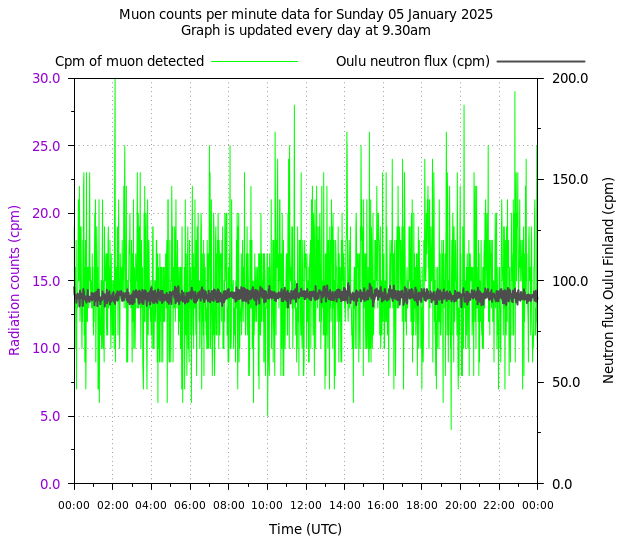 Muon counts per minute data for Sunday 05 January 2025
Graph is updated every day at 9.30am
Cpm of muon detected
Oulu neutron flux (cpm)
30.0
25.0
20.0
15.0
10.0
5.0
0.0
Radiation counts (cpm)
200.0
150.0
100.0
50.0
0.0
Neutron flux Oulu Finland (cpm)
00:00 02:00 04:00 06:00 08:00 10:00 12:00 14:00 16:00 18:00 20:00 22:00 00:00
Time (UTC)